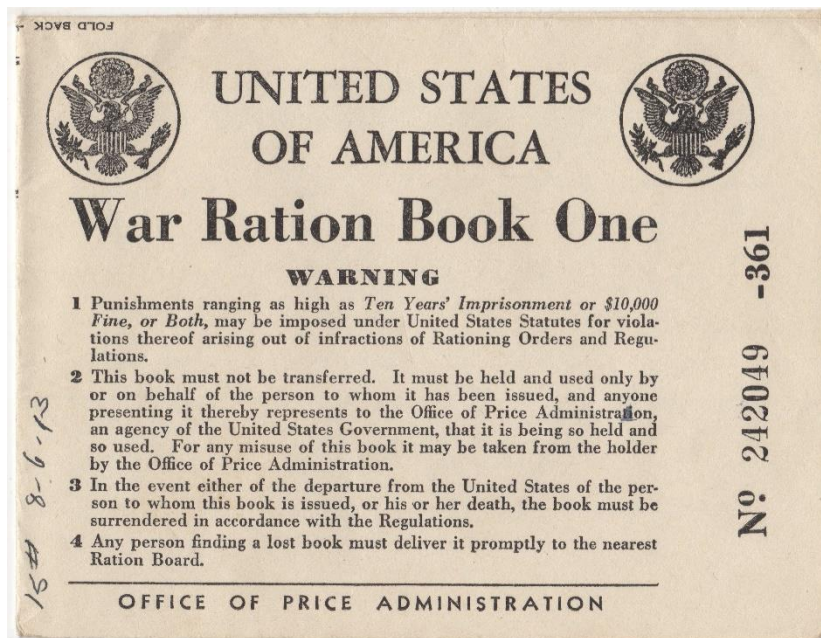 FOLD BACK
UNITED STATES
OF AMERICA
War Ration Book One
WARNING
1 Punishments ranging as high as Ten Years' Imprisonment or $10,000
Fine, or Both, may be imposed under United States Statutes for viola-
tions thereof arising out of infractions of Rationing Orders and Regu-
lations.
2 This book must not be transferred. It must be held and used only by
or on behalf of the person to whom it has been issued, and anyone
presenting it thereby represents to the Office of Price Administration,
an agency of the United States Government, that it is being so held and
so used. For any misuse of this book it may be taken from the holder
by the Office of Price Administration.
3 In the event either of the departure from the United States of the per-
son to whom this book is issued, or his or her death, the book must be
surrendered in accordance with the Regulations.
4 Any person finding a lost book must deliver it promptly to the nearest
Ration Board.
OFFICE OF PRICE ADMINISTRATION
№ 242049 -361
15# 8-6-13